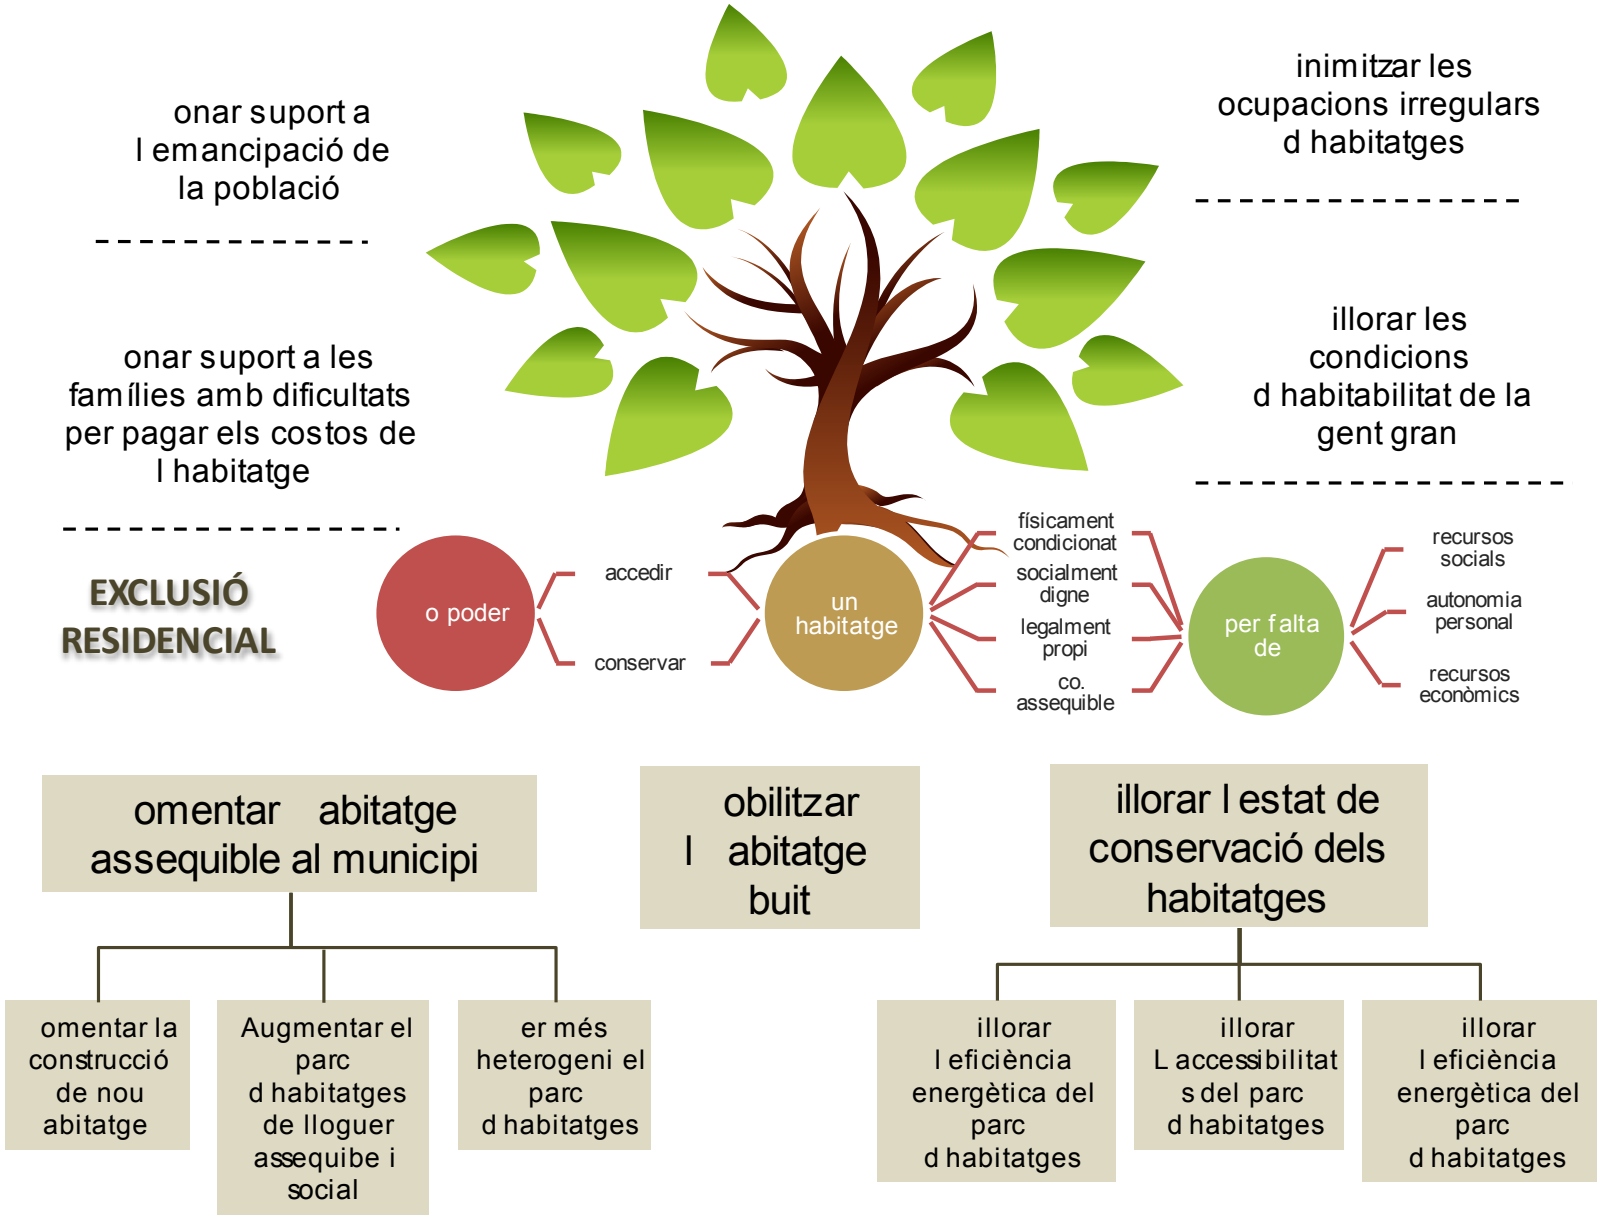 onar suport a
l emancipació de
la població
inimitzar les
ocupacions irregulars
d habitatges
onar suport a les
famílies amb dificultats
per pagar els costos de
l habitatge
illorar les
condicions
d habitabilitat de la
gent gran
EXCLUSIÓ
RESIDENCIAL
o poder
accedir
conservar
un
habitatge
físicament
condicionat
socialment
digne
legalment
propi
co.
assequible
per falta
de
recursos
socials
autonomia
personal
recursos
econòmics
omentar abitatge
assequible al municipi
obilitzar
l abitatge
buit
illorar l estat de
conservació dels
habitatges
omentar la
construcció
de nou
abitatge
Augmentar el
parc
d habitatges
de lloguer
assequibe i
social
er més
heterogeni el
parc
d habitatges
illorar
l eficiència
energètica del
parc
d habitatges
illorar
L accessibilitat
s del parc
d habitatges
illorar
l eficiència
energètica del
parc
d habitatges